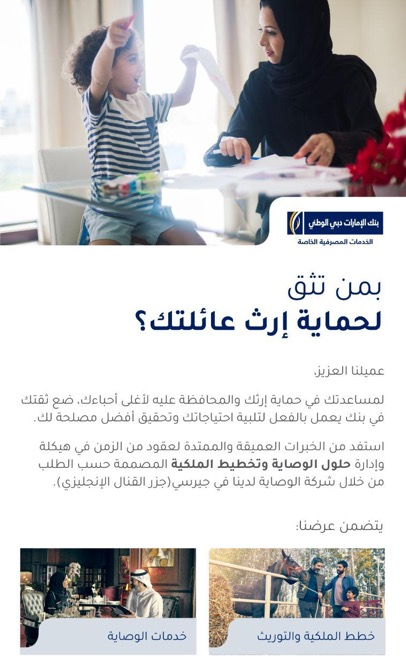 بنك الإمارات دبي الوطني
الخدمات المصرفية الخاصة
بمن تثق
لحماية إرث عائلتك؟
عميلنا العزيز،
لمساعدتك في حماية إرثك والمحافظة عليه لأغلى أحباءك، ضع ثقتك
في بنك يعمل بالفعل لتلبية احتياجاتك وتحقيق أفضل مصلحة لك.
استفد من الخبرات العميقة والممتدة لعقود من الزمن في هيكلة
وإدارة حلول الوصاية وتخطيط الملكية المصممة حسب الطلب
من خلال شركة الوصاية لدينا في جيرسي(جزر القنال الإنجليزي).
يتضمن عرضنا:
خطط الملكية والتوريث
خدمات الوصاية